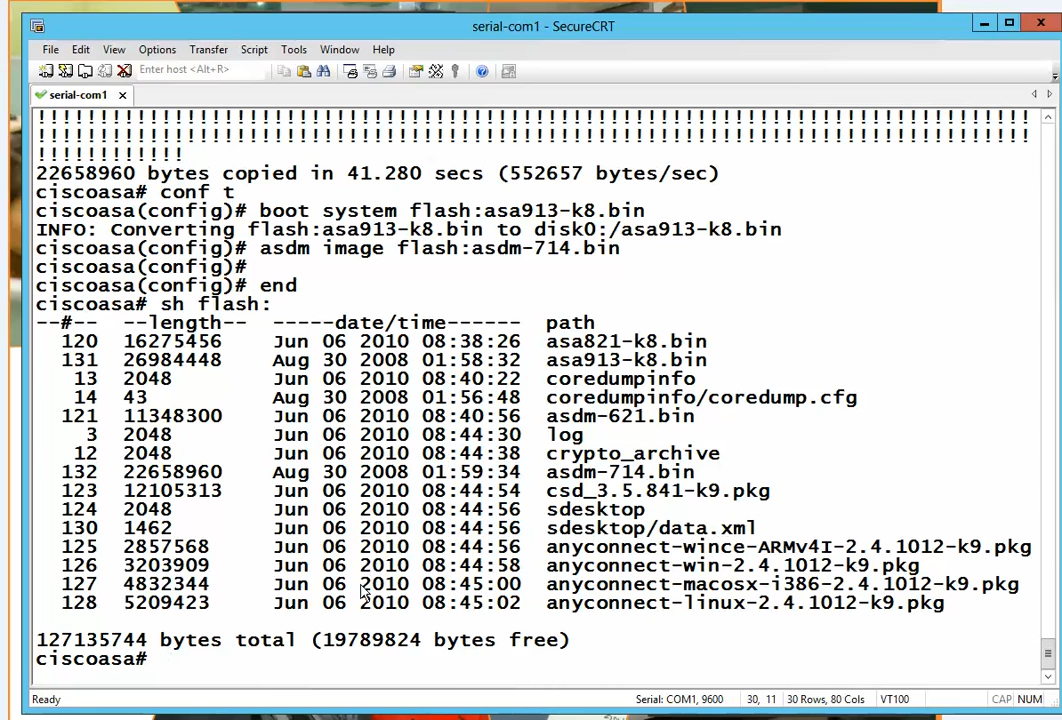 serial-com1 - SecureCRT
File Edit View Options Transfer Script Tools Window Help
Enter host <Alt+R>
serial-com1
!!!!!!!!!!!!!!!!!!!!!!!!!!!!!!!!!!!!!!!!!!!!!!!!!!!!!!!!!!!!!!!!!!!!!!!!!!!!!!!!
!!!!!!!!!!!!!!!!!!!!!!!!!!!!!!!!!!!!!!!!!!!!!!!!!!!!!!!!!!!!!!!!!!!!!!!!!!!!!!!!
!!!!!!!!!!!!
22658960 bytes copied in 41.280 secs (552657 bytes/sec)
ciscoasa# conf t
ciscoasa(config)# boot system flash:asa913-k8.bin
INFO: Converting flash:asa913-k8.bin to disk0:/asa913-k8.bin
ciscoasa(config)# asdm image flash:asdm-714.bin
ciscoasa(config)#
ciscoasa(config)# end
ciscoasa# sh flash:
--#-- --length-- -----date/time------ path
120 16275456 Jun 06 2010 08:38:26 asa821-k8.bin
131 26984448 Aug 30 2008 01:58:32 asa913-k8.bin
13 2048 Jun 06 2010 08:40:22 coredumpinfo
14 43 Aug 30 2008 01:56:48 coredumpinfo/coredump.cfg
121 11348300 Jun 06 2010 08:40:56 asdm-621.bin
3 2048 Jun 06 2010 08:44:30 log
12 2048 Jun 06 2010 08:44:38 crypto_archive
132 22658960 Aug 30 2008 01:59:34 asdm-714.bin
123 12105313 Jun 06 2010 08:44:54 csd_3.5.841-k9.pkg
124 2048 Jun 06 2010 08:44:56 sdesktop
130 1462 Jun 06 2010 08:44:56 sdesktop/data.xml
125 2857568 Jun 06 2010 08:44:56 anyconnect-wince-ARMv4I-2.4.1012-k9.pkg
126 3203909 Jun 06 2010 08:44:58 anyconnect-win-2.4.1012-k9.pkg
127 4832344 Jun 06 2010 08:45:00 anyconnect-macosx-i386-2.4.1012-k9.pkg
128 5209423 Jun 06 2010 08:45:02 anyconnect-linux-2.4.1012-k9.pkg
127135744 bytes total (19789824 bytes free)
ciscoasa#
Ready Serial: COM1, 9600 30, 11 30 Rows, 80 Cols VT100 CAP NUM